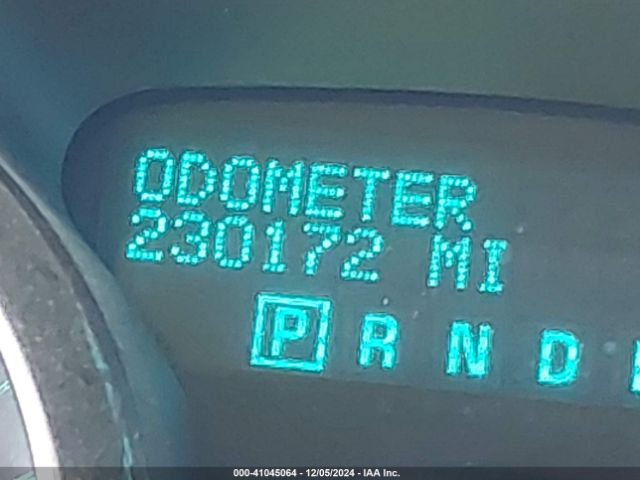 ODOMETER
230172 MI
P R N D
000-41045064 - 12/05/2024 - IAA Inc.